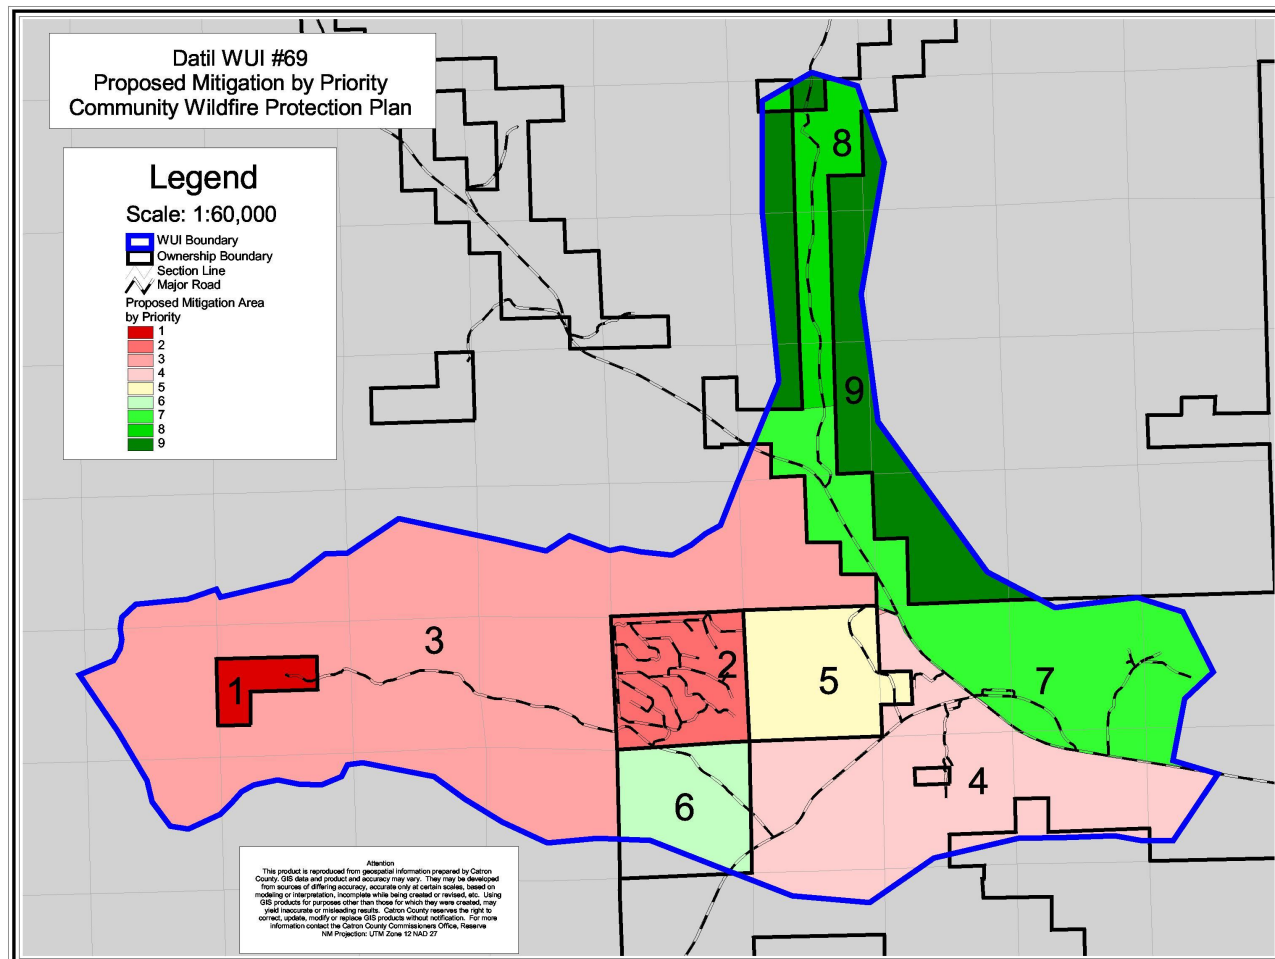 Datil WUI #69
Proposed Mitigation by Priority
Community Wildfire Protection Plan
Legend
Scale: 1:60,000
WUI Boundary
Ownership Boundary
Section Line
Major Road
Proposed Mitigation Area
by Priority
1
2
3
4
5
6
7
8
9
8
9
3
1
2
5
7
4
6
Attention
This product is reproduced from geospatial information prepared by Catron
County. GIS data and product and accuracy may vary. They may be developed
from sources of differing accuracy, accurate only at certain scales, based on
modeling or interpretation, incomplete while being created or revised, etc. Using
GIS products for purposes other than those for which they were created, may
yield inaccurate or misleading results. Catron County reserves the right to
correct, update, modify or replace GIS products without notification. For more
information contact the Catron County Commissioners Office, Reserve
NM Projection: UTM Zone 12 NAD 27